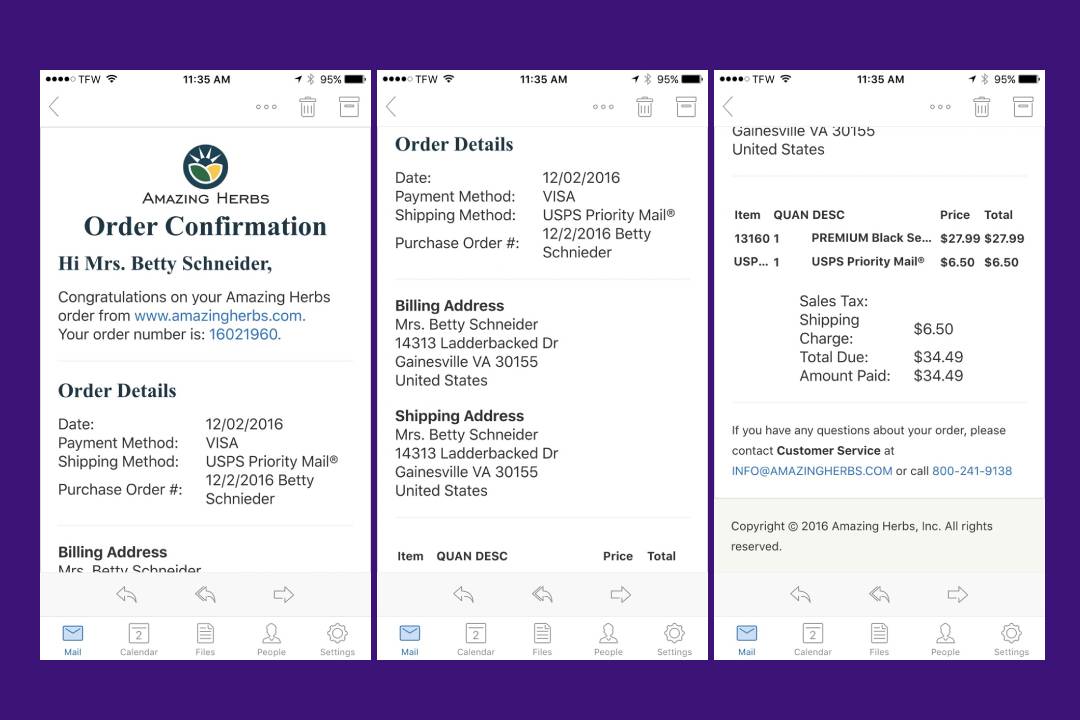 TFW 11:35 AM 95%
AMAZING HERBS
Order Confirmation
Hi Mrs. Betty Schneider,
Congratulations on your Amazing Herbs
order from www.amazingherbs.com.
Your order number is: 16021960.
Order Details
Date: 12/02/2016
Payment Method: VISA
Shipping Method: USPS Priority Mail®
Purchase Order #: 12/2/2016 Betty
Schnieder
Billing Address
Mrs. Betty Schneider
2
Mail Calendar Files People Settings
TFW 11:35 AM 95%
Order Details
Date: 12/02/2016
Payment Method: VISA
Shipping Method: USPS Priority Mail®
Purchase Order #: 12/2/2016 Betty
Schnieder
Billing Address
Mrs. Betty Schneider
14313 Ladderbacked Dr
Gainesville VA 30155
United States
Shipping Address
Mrs. Betty Schneider
14313 Ladderbacked Dr
Gainesville VA 30155
United States
Item QUAN DESC Price Total
2
Mail Calendar Files People Settings
TFW 11:35 AM 95%
Gainesville VA 30155
United States
Item QUAN DESC Price Total
13160 1 PREMIUM Black Se... $27.99 $27.99
USP... 1 USPS Priority Mail® $6.50 $6.50
Sales Tax:
Shipping
Charge: $6.50
Total Due: $34.49
Amount Paid: $34.49
If you have any questions about your order, please
contact Customer Service at
INFO@AMAZINGHERBS.COM or call 800-241-9138
Copyright © 2016 Amazing Herbs, Inc. All rights
reserved.
2
Mail Calendar Files People Settings